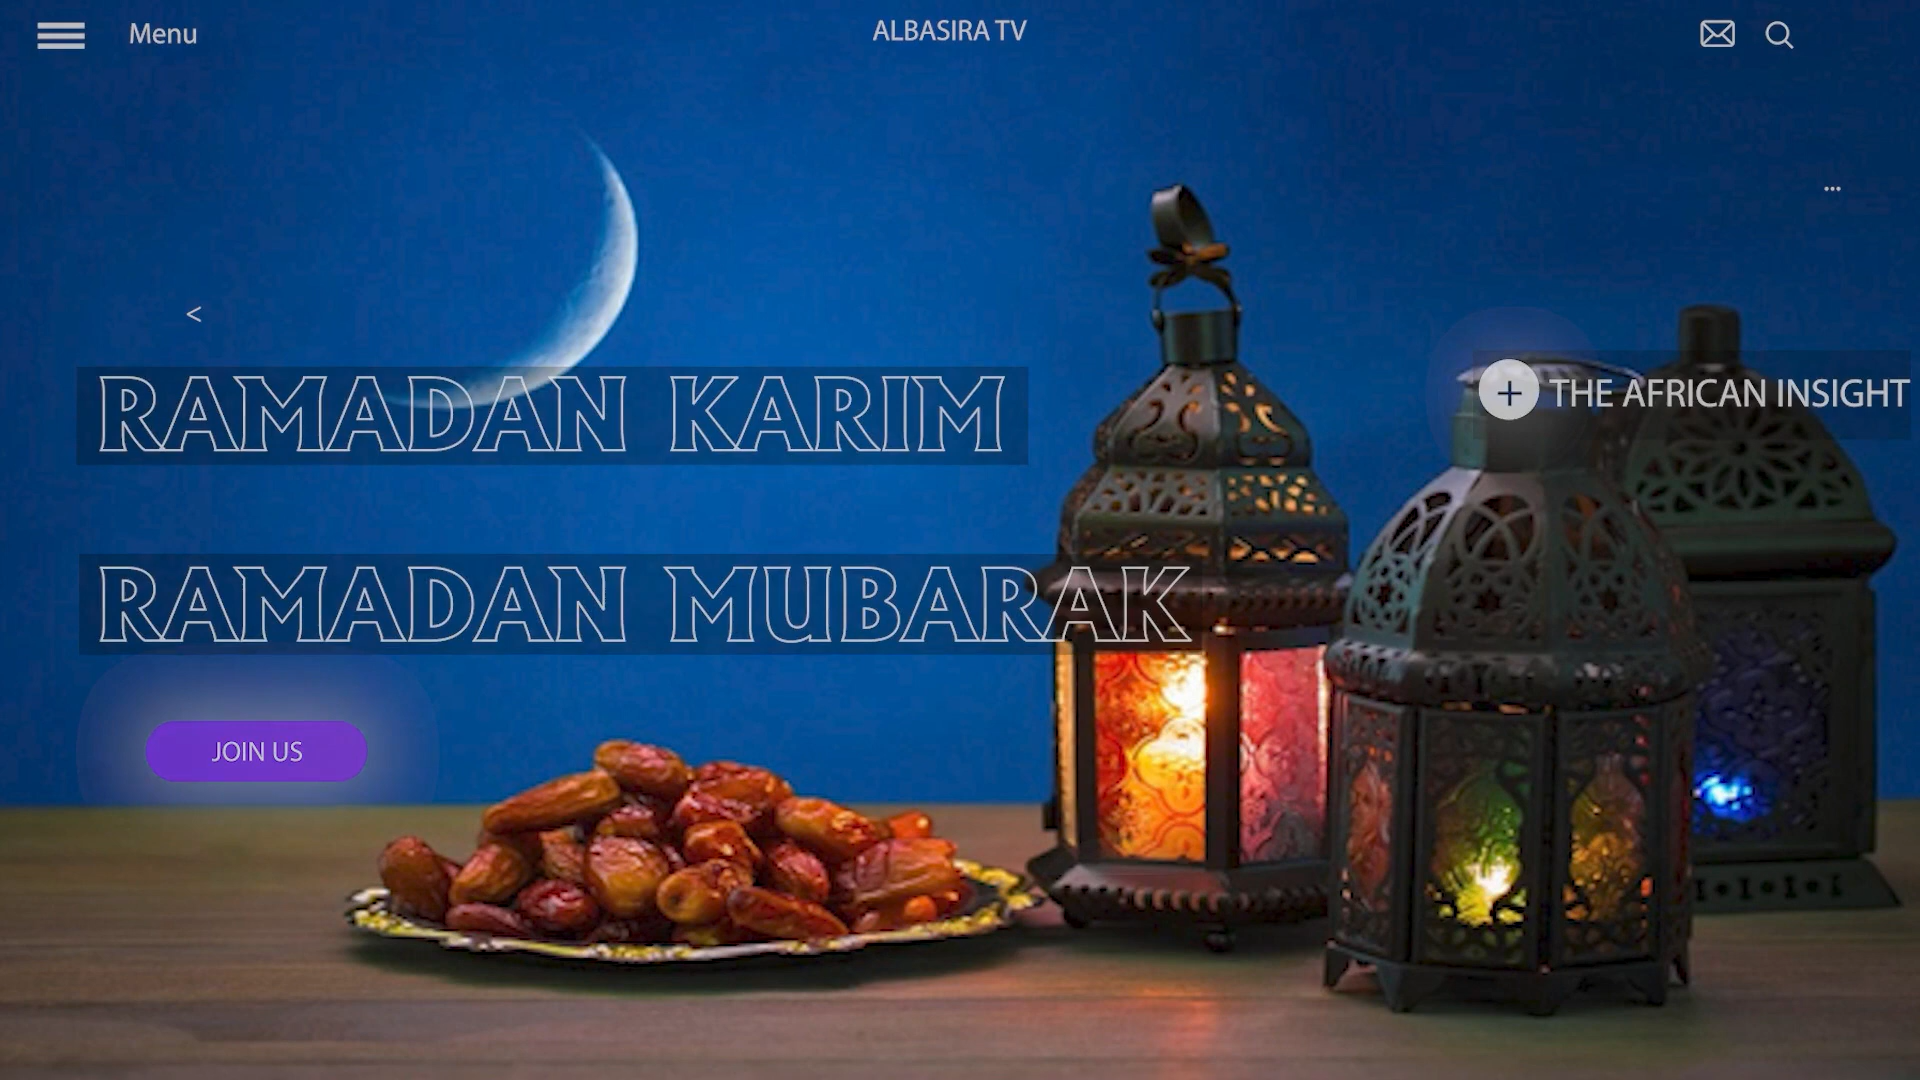 Menu
ALBASIRA TV
<
RAMADAN KARIM
+ THE AFRICAN INSIGHT
RAMADAN MUBARAK
JOIN US